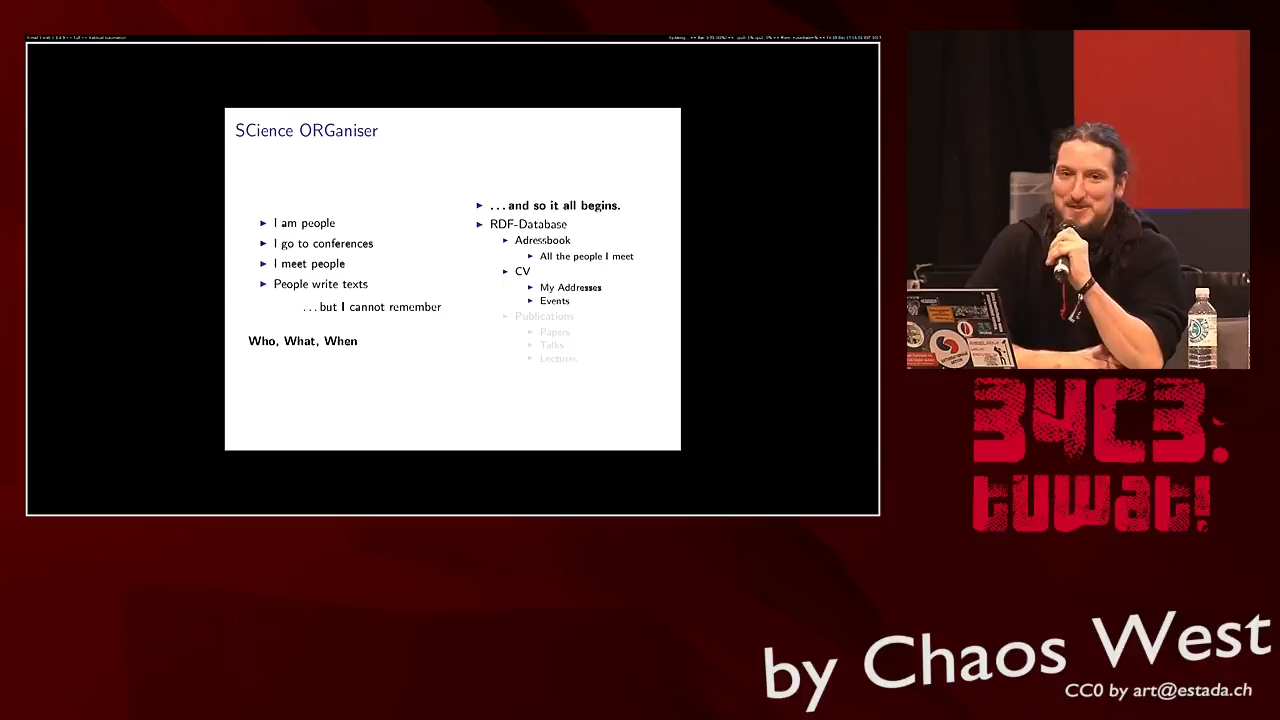 SCience ORGaniser
I am people
I go to conferences
I meet people
People write texts
...but I cannot remember
Who, What, When
...and so it all begins.
RDF-Database
Adressbook
All the people I meet
CV
My Addresses
Events
Publications
Papers
Talks
Lectures
34C3:
tuwat!
by Chaos West
CC0 by art@estada.ch